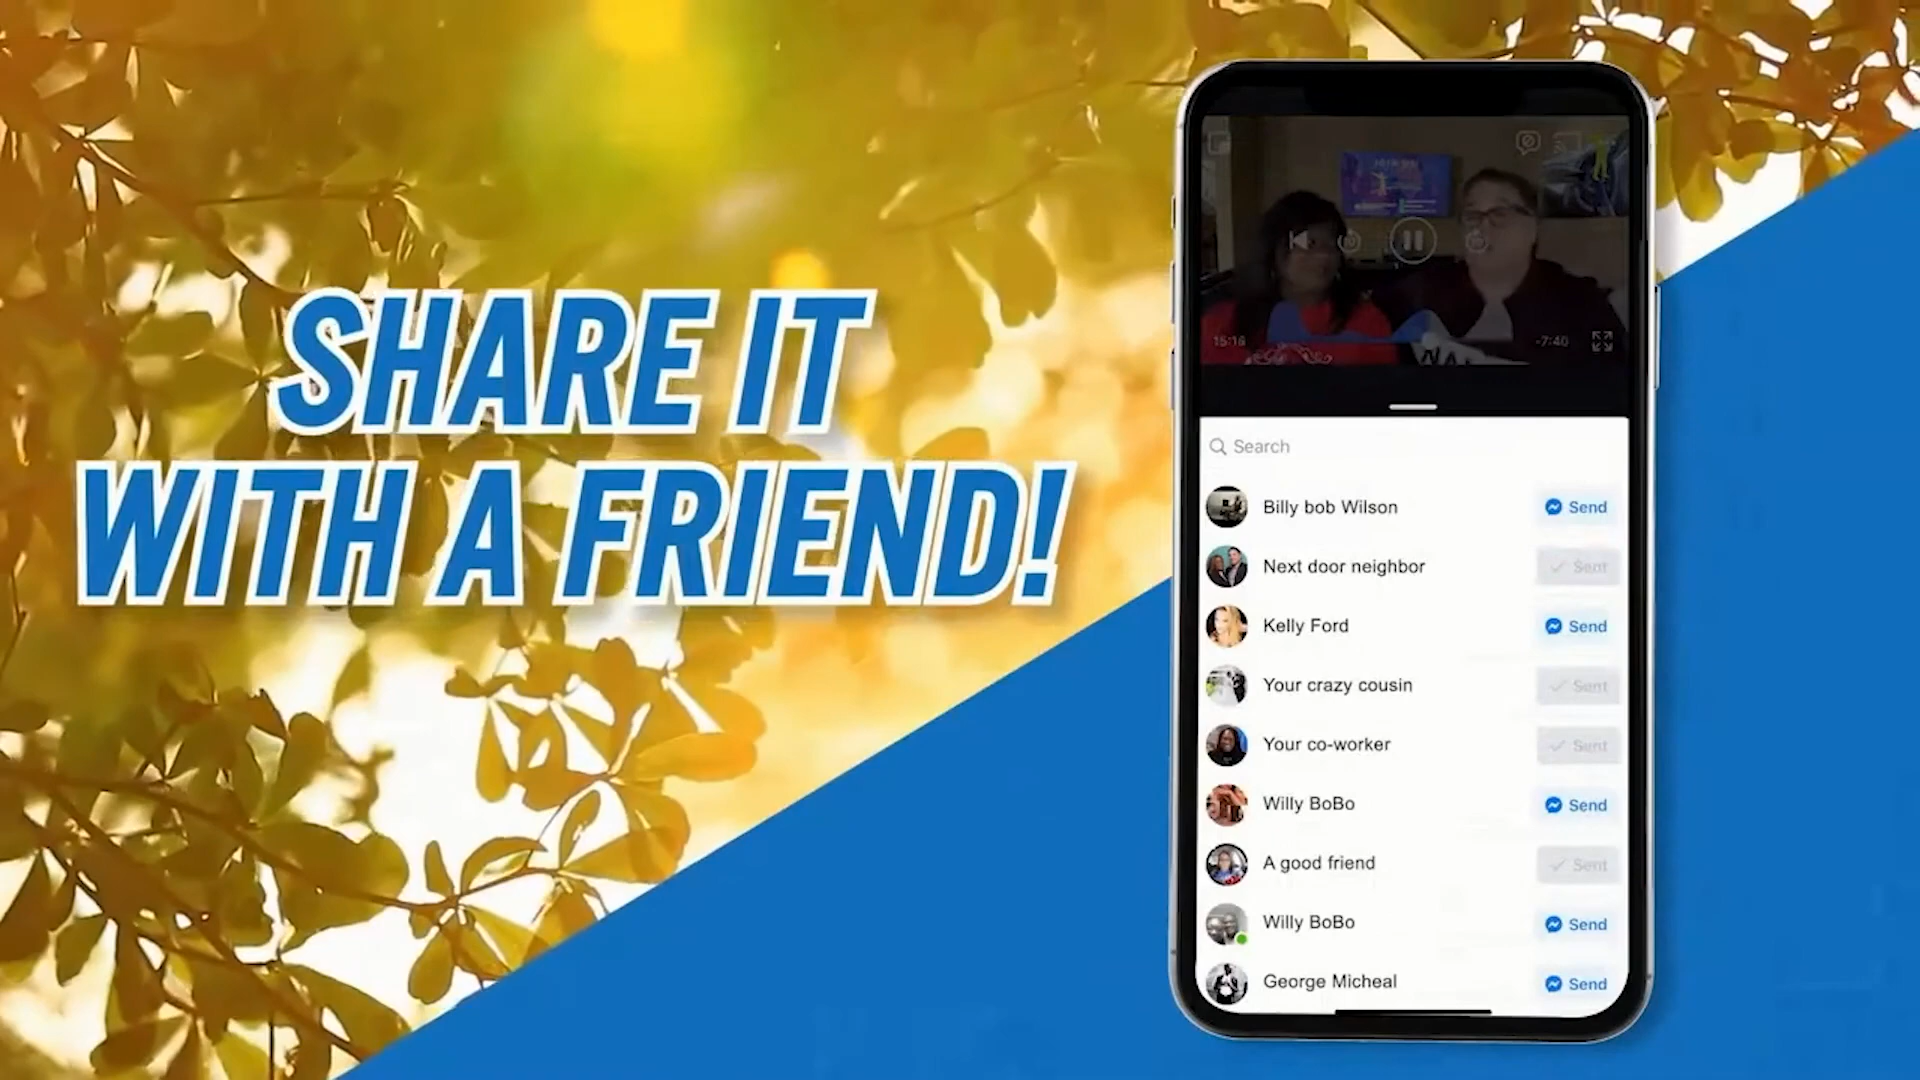 SHARE IT
WITH A FRIEND!
15:16
-7:40
Search
Billy bob Wilson
Send
Next door neighbor
Sent
Kelly Ford
Send
Your crazy cousin
Sent
Your co-worker
Sent
Willy BoBo
Send
A good friend
Sent
Willy BoBo
Send
George Micheal
Send